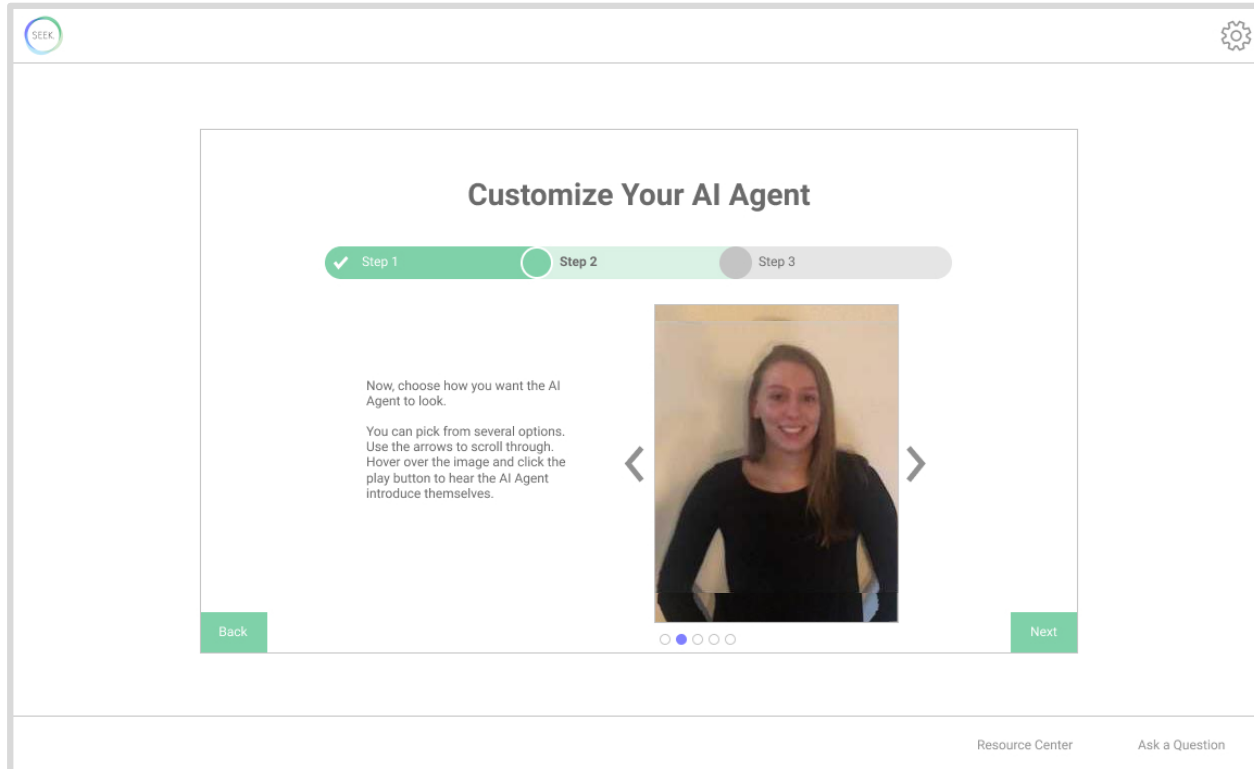 SEEK
Customize Your AI Agent
Step 1
Step 2
Step 3
Now, choose how you want the AI
Agent to look.
You can pick from several options.
Use the arrows to scroll through.
Hover over the image and click the
play button to hear the AI Agent
introduce themselves.
Back
Next
Resource Center
Ask a Question